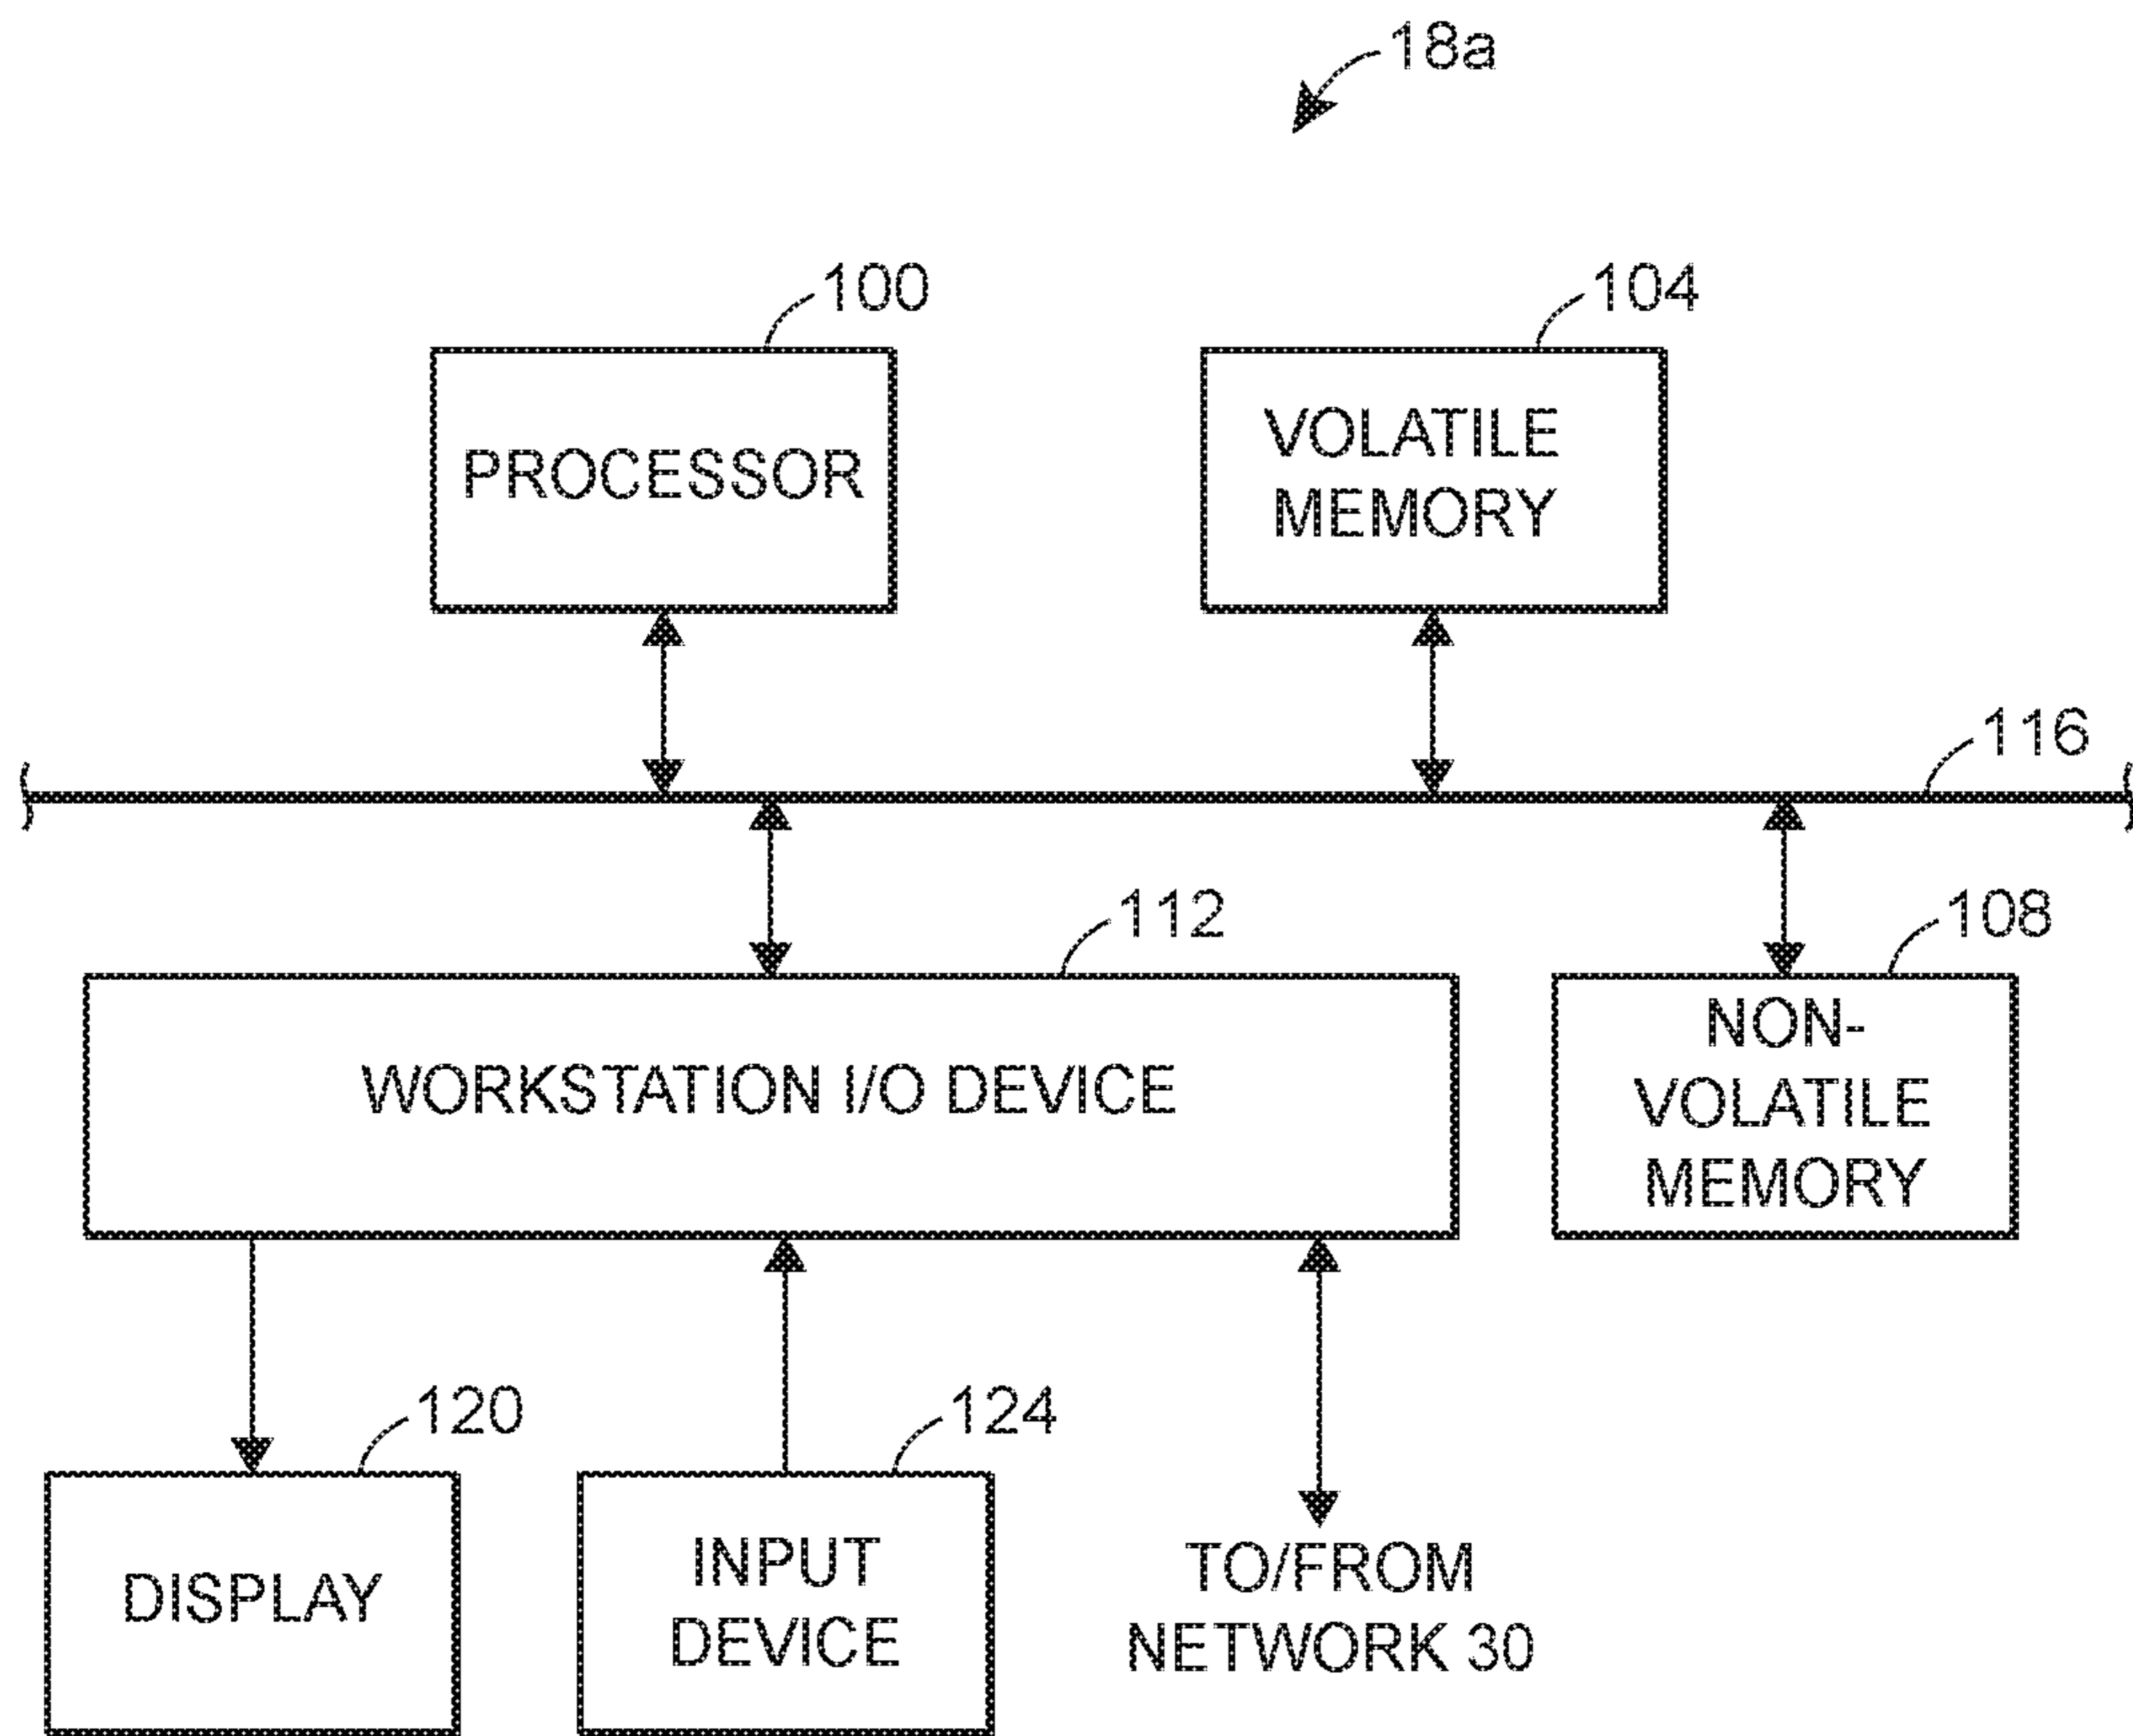 18a
100
104
PROCESSOR
VOLATILE
MEMORY
116
112
108
WORKSTATION I/O DEVICE
NON-
VOLATILE
MEMORY
120
124
DISPLAY
INPUT
DEVICE
TO/FROM
NETWORK 30